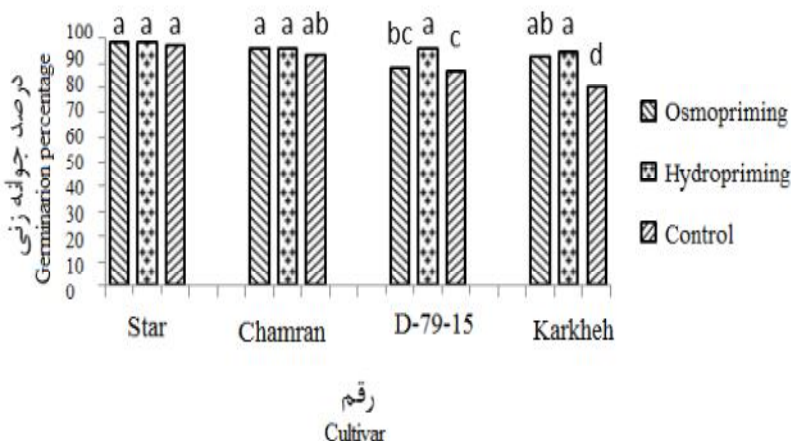 a a a
a a ab
bc a c
ab a d
100
90
80
70
60
50
40
30
20
10
0
درصد جوانه زنی
Germinarion percentage
Osmopriming
Hydropriming
Control
Star
Chamran
D-79-15
Karkheh
رقم
Cultivar